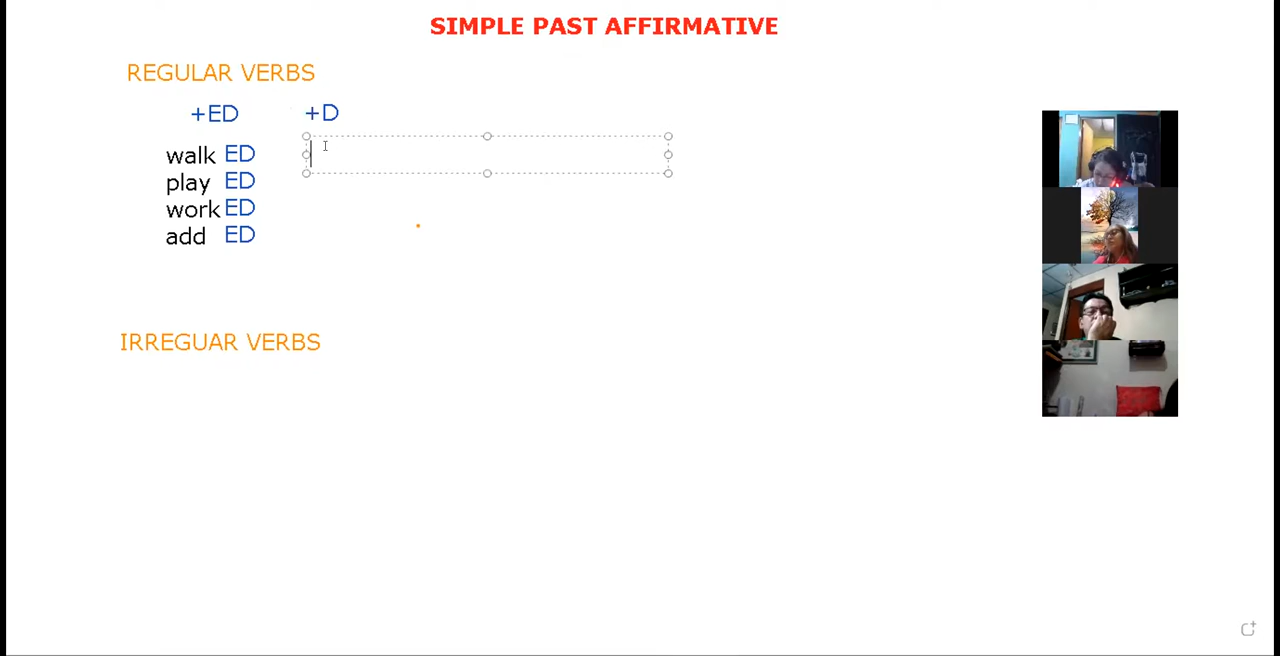 SIMPLE PAST AFFIRMATIVE
REGULAR VERBS
+ED +D
walk ED
play ED
work ED
add ED
IRREGUAR VERBS